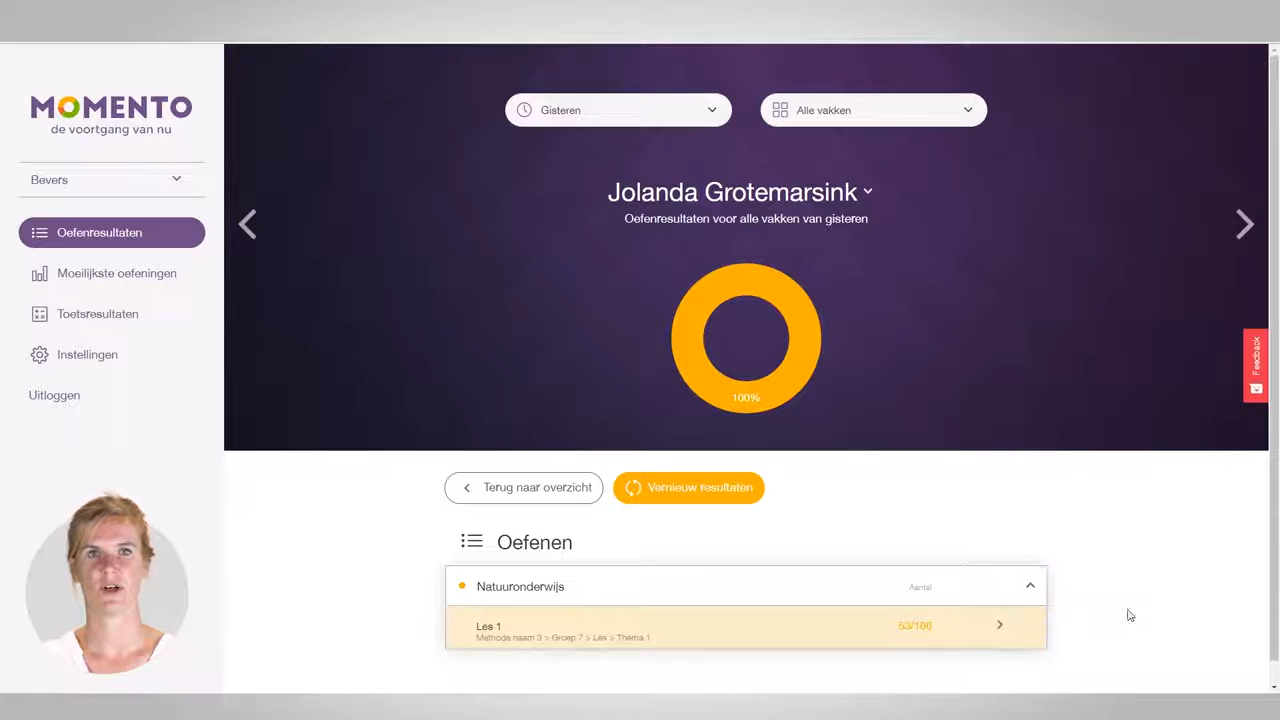 MOMENTO
de voortgang van nu
Bevers
Oefenresultaten
Moeilijkste oefeningen
Toetsresultaten
Instellingen
Uitloggen
Gisteren
Alle vakken
Jolanda Grotemarsink
Oefenresultaten voor alle vakken van gisteren
100%
Feedback
Terug naar overzicht
Vernieuw resultaten
Oefenen
Natuuronderwijs
Aantal
Les 1
53/100
Methode naam 3 > Groep 7 > Les > Thema 1